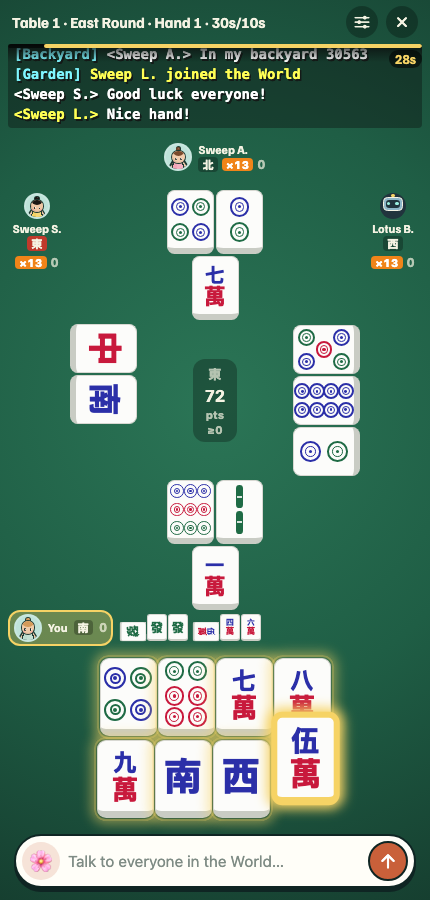 Table 1 · East Round · Hand 1 · 30s/10s
[Backyard] <Sweep A.> In my backyard 30563
28s
[Garden] Sweep L. joined the World
<Sweep S.> Good luck everyone!
<Sweep L.> Nice hand!
Sweep A.
北 ×13 0
Sweep S.
東
×13 0
Lotus B.
西
×13 0
七萬
中
南
東
72
pts
≥0
一萬
You 南 0
發 發 發
四萬 六萬
七萬 八萬
九萬 南 西 伍萬
Talk to everyone in the World...